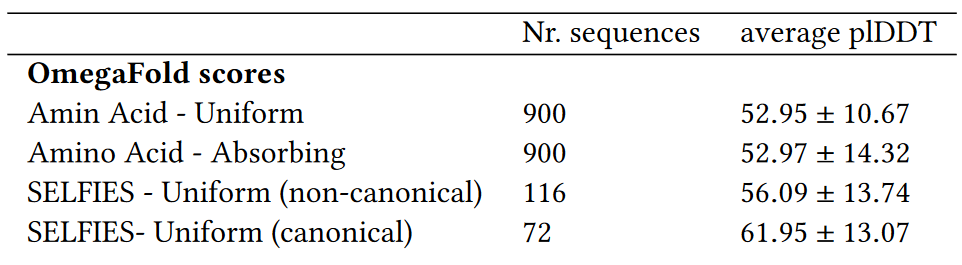 Nr. sequences average plDDT
OmegaFold scores
Amin Acid - Uniform 900 52.95 ± 10.67
Amino Acid - Absorbing 900 52.97 ± 14.32
SELFIES - Uniform (non-canonical) 116 56.09 ± 13.74
SELFIES- Uniform (canonical) 72 61.95 ± 13.07